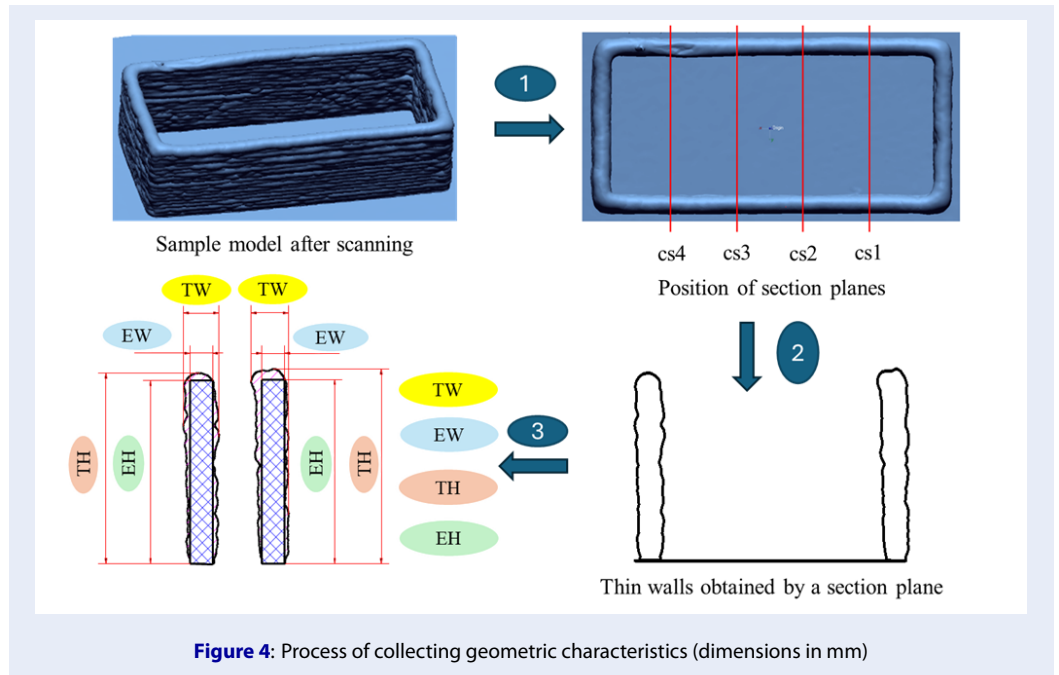 1
Sample model after scanning
cs4 cs3 cs2 cs1
Position of section planes
TW TW
EW EW
2
TW
EW
3
TH EH EH TH
TH
EH
Thin walls obtained by a section plane
Figure 4: Process of collecting geometric characteristics (dimensions in mm)